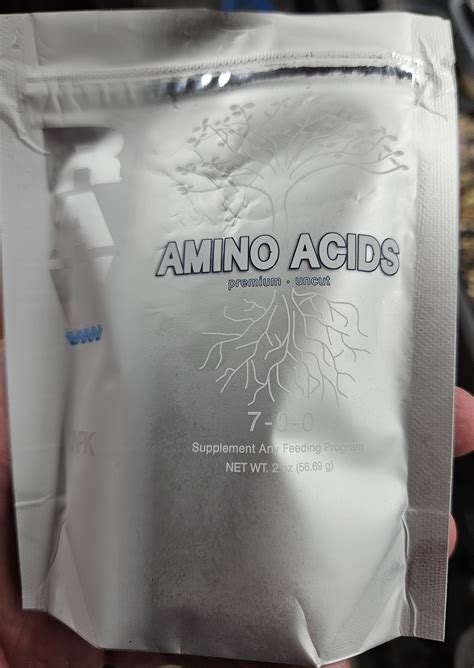 AMINO ACIDS
premium - uncut
7-0-0
Supplement Any Feeding Program
NET WT. 2 oz (56.69 g)